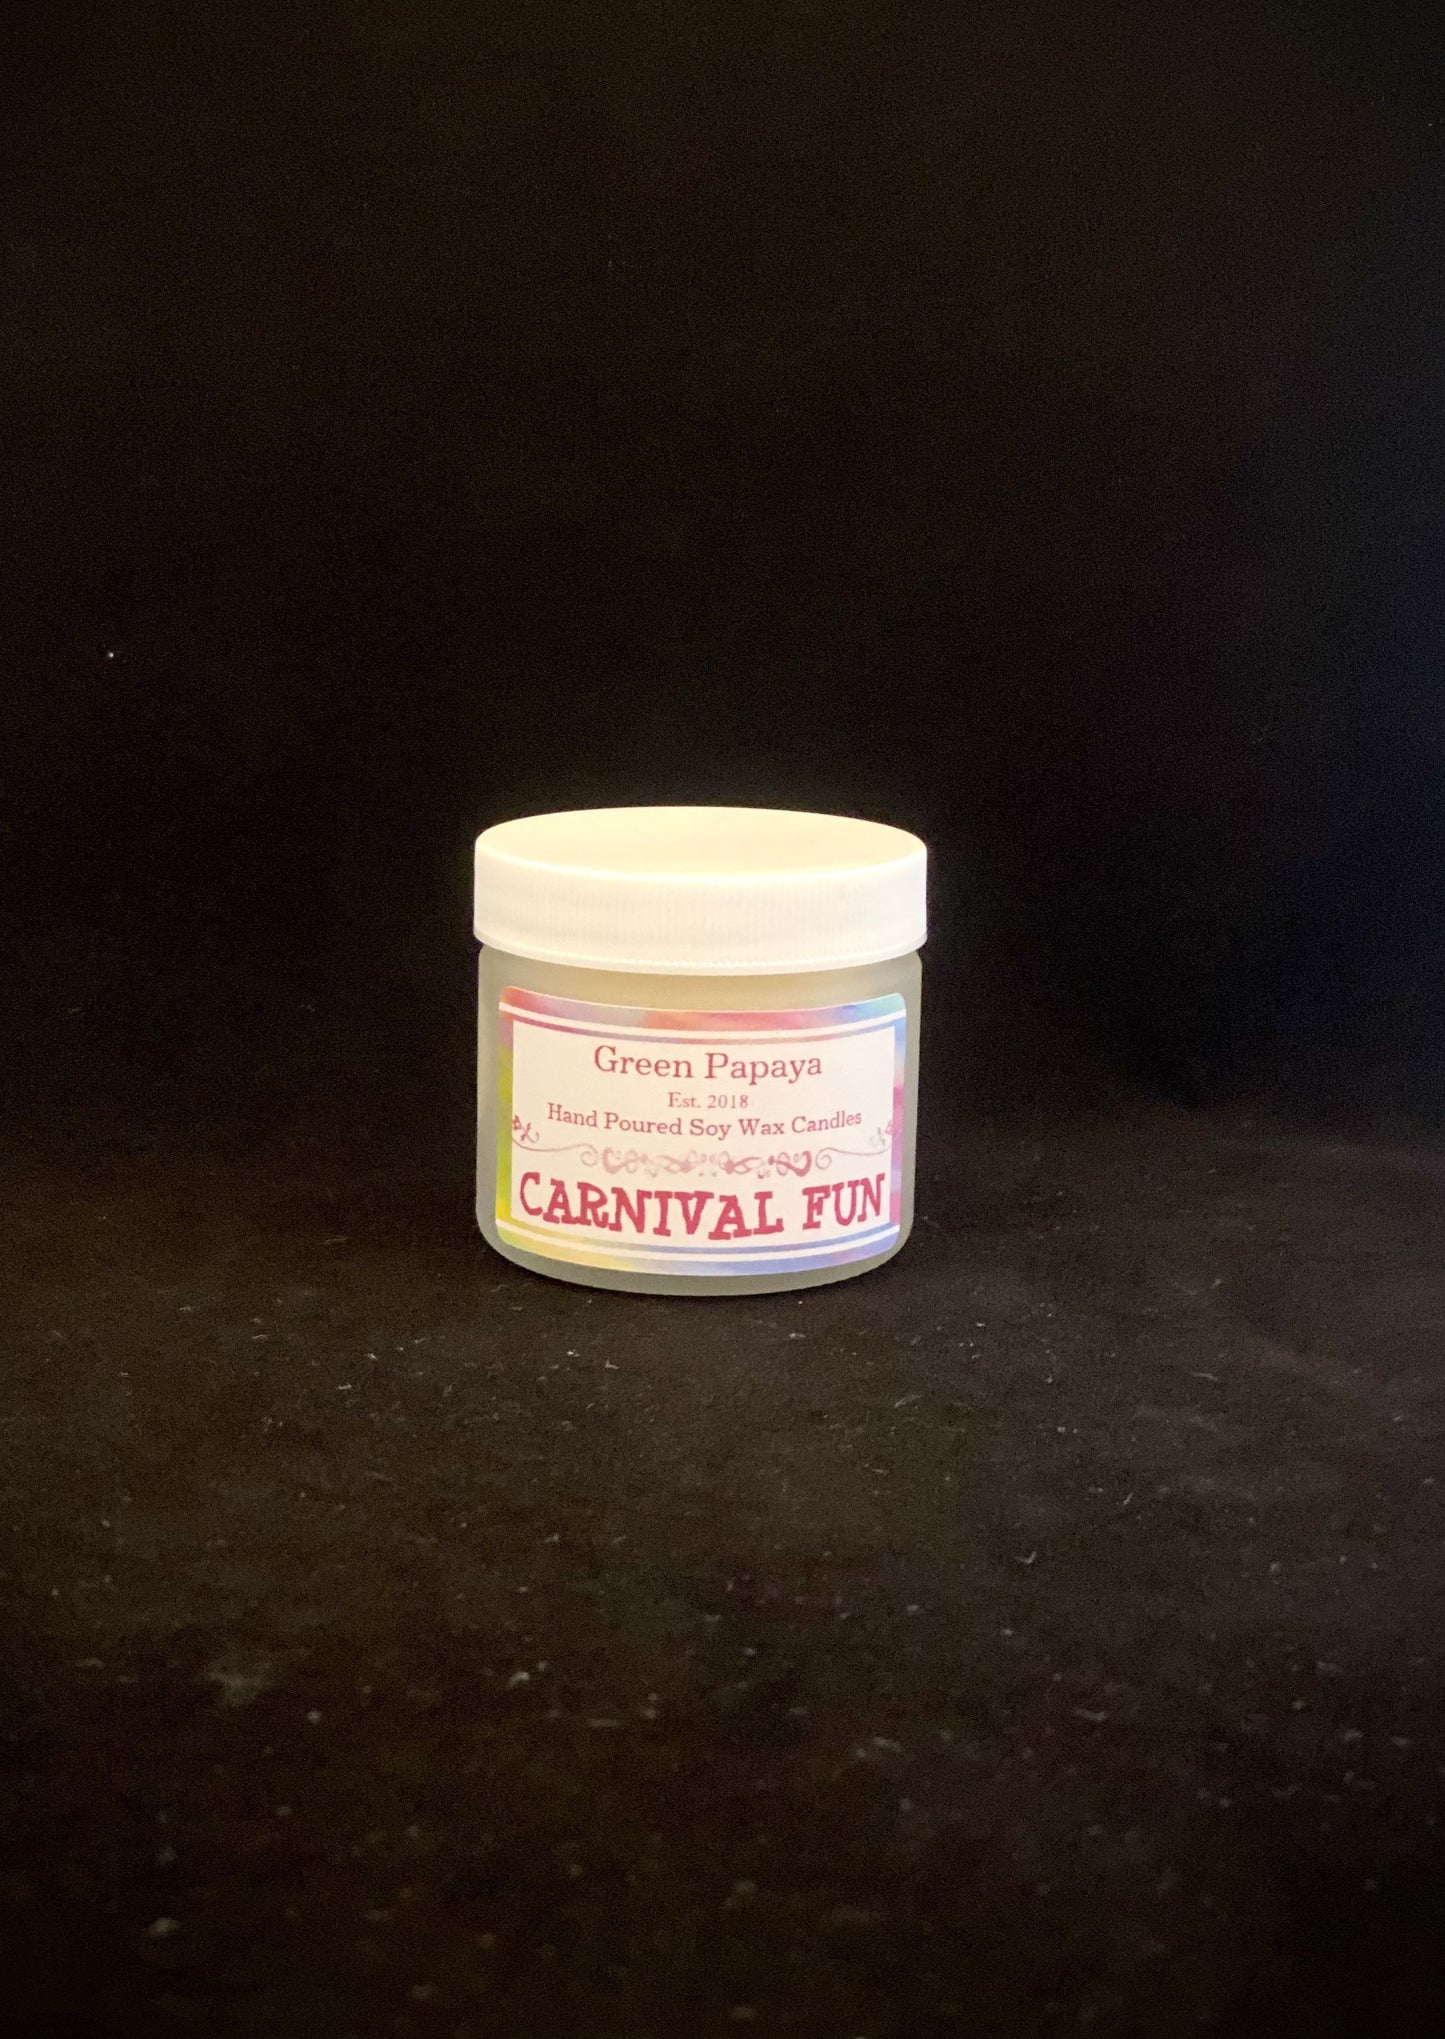 Green Papaya
Est. 2018
Hand Poured Soy Wax Candles
CARNIVAL FUN